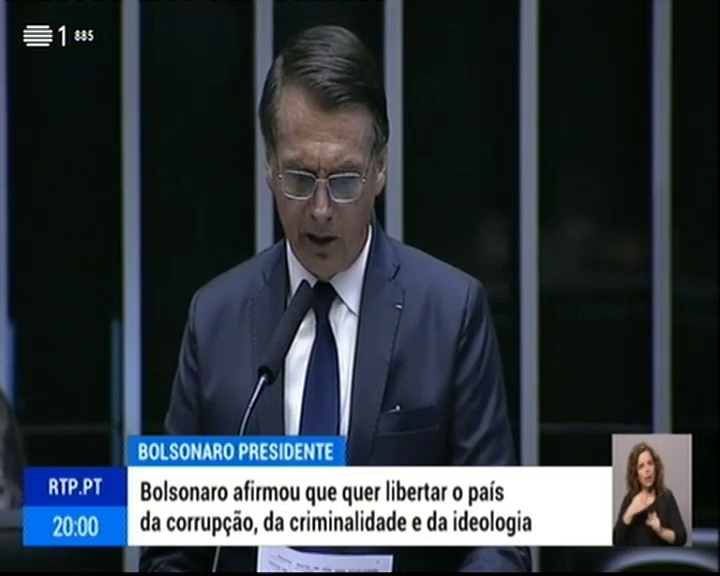 1 885
BOLSONARO PRESIDENTE
RTP.PT
Bolsonaro afirmou que quer libertar o país
20:00
da corrupção, da criminalidade e da ideologia